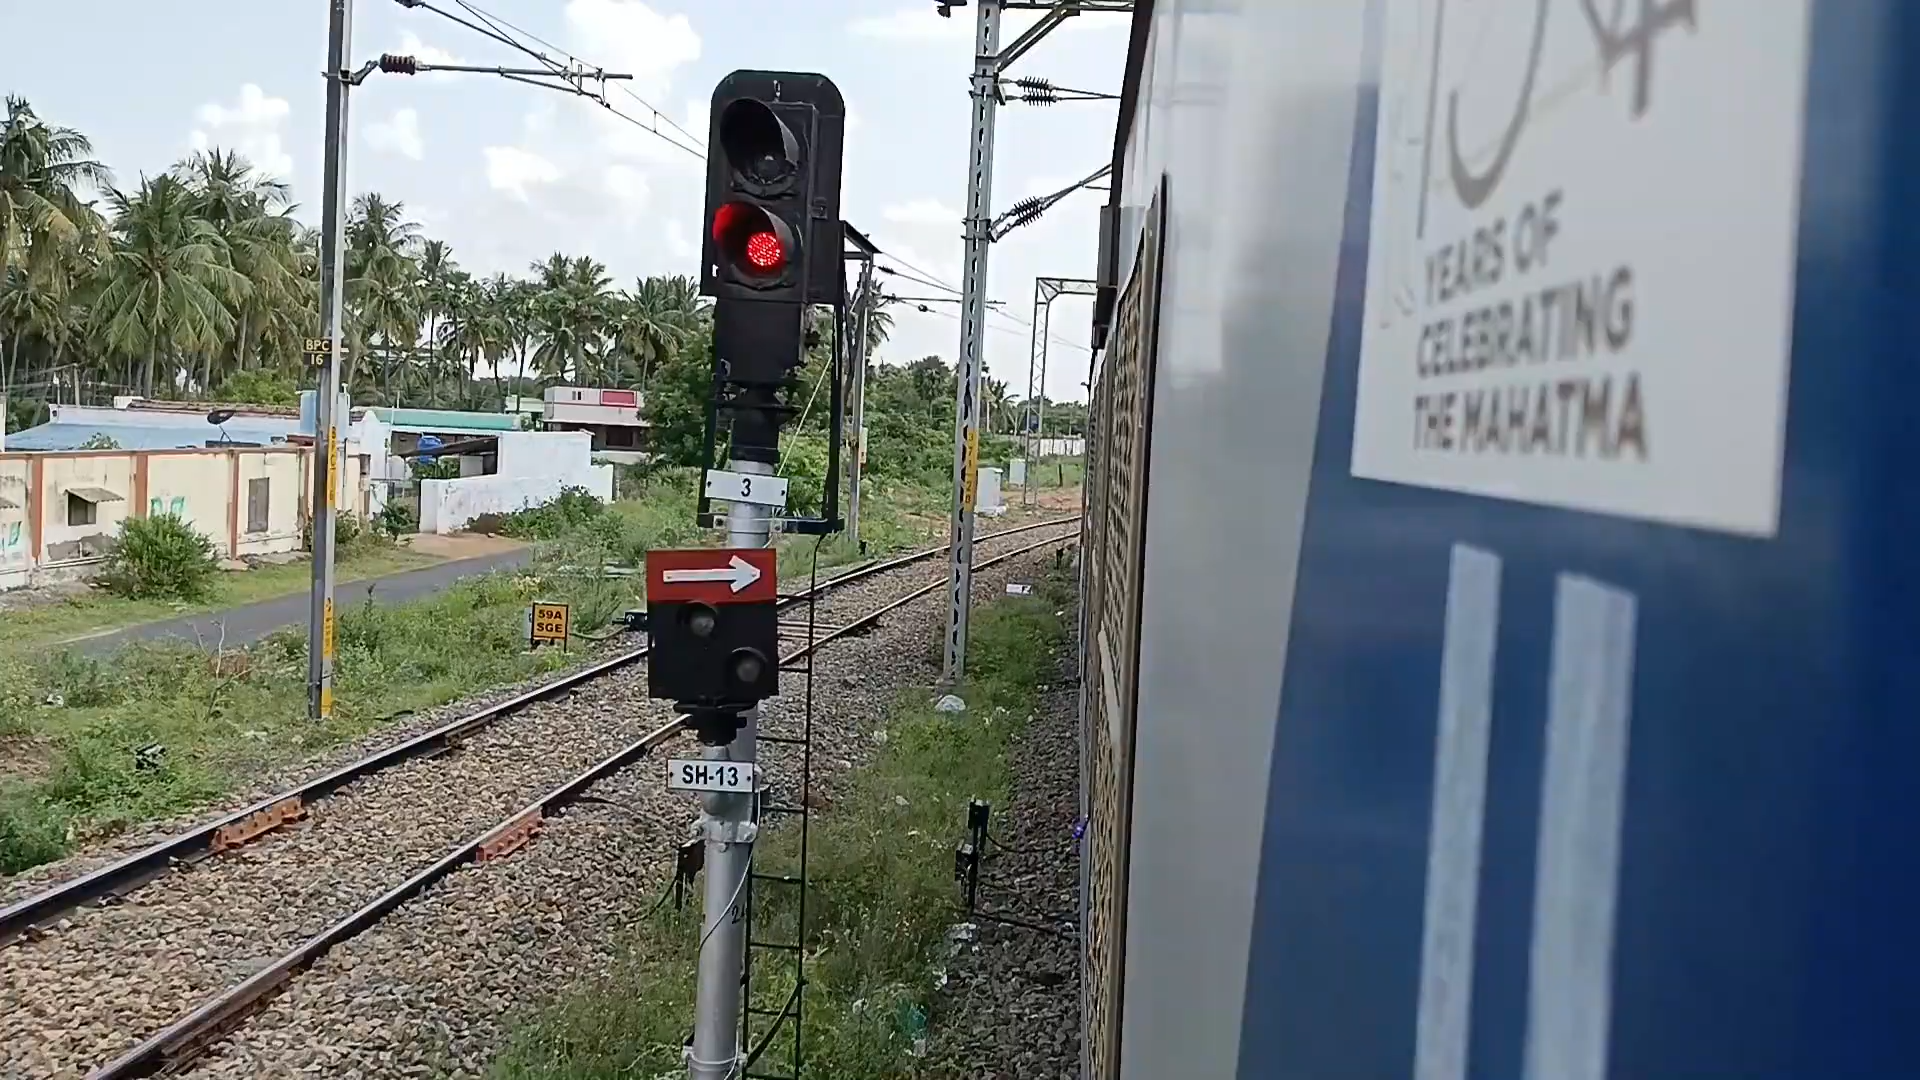 BPC
16
3
59A
SGE
SH-13
YEARS OF
CELEBRATING
THE MAHATMA